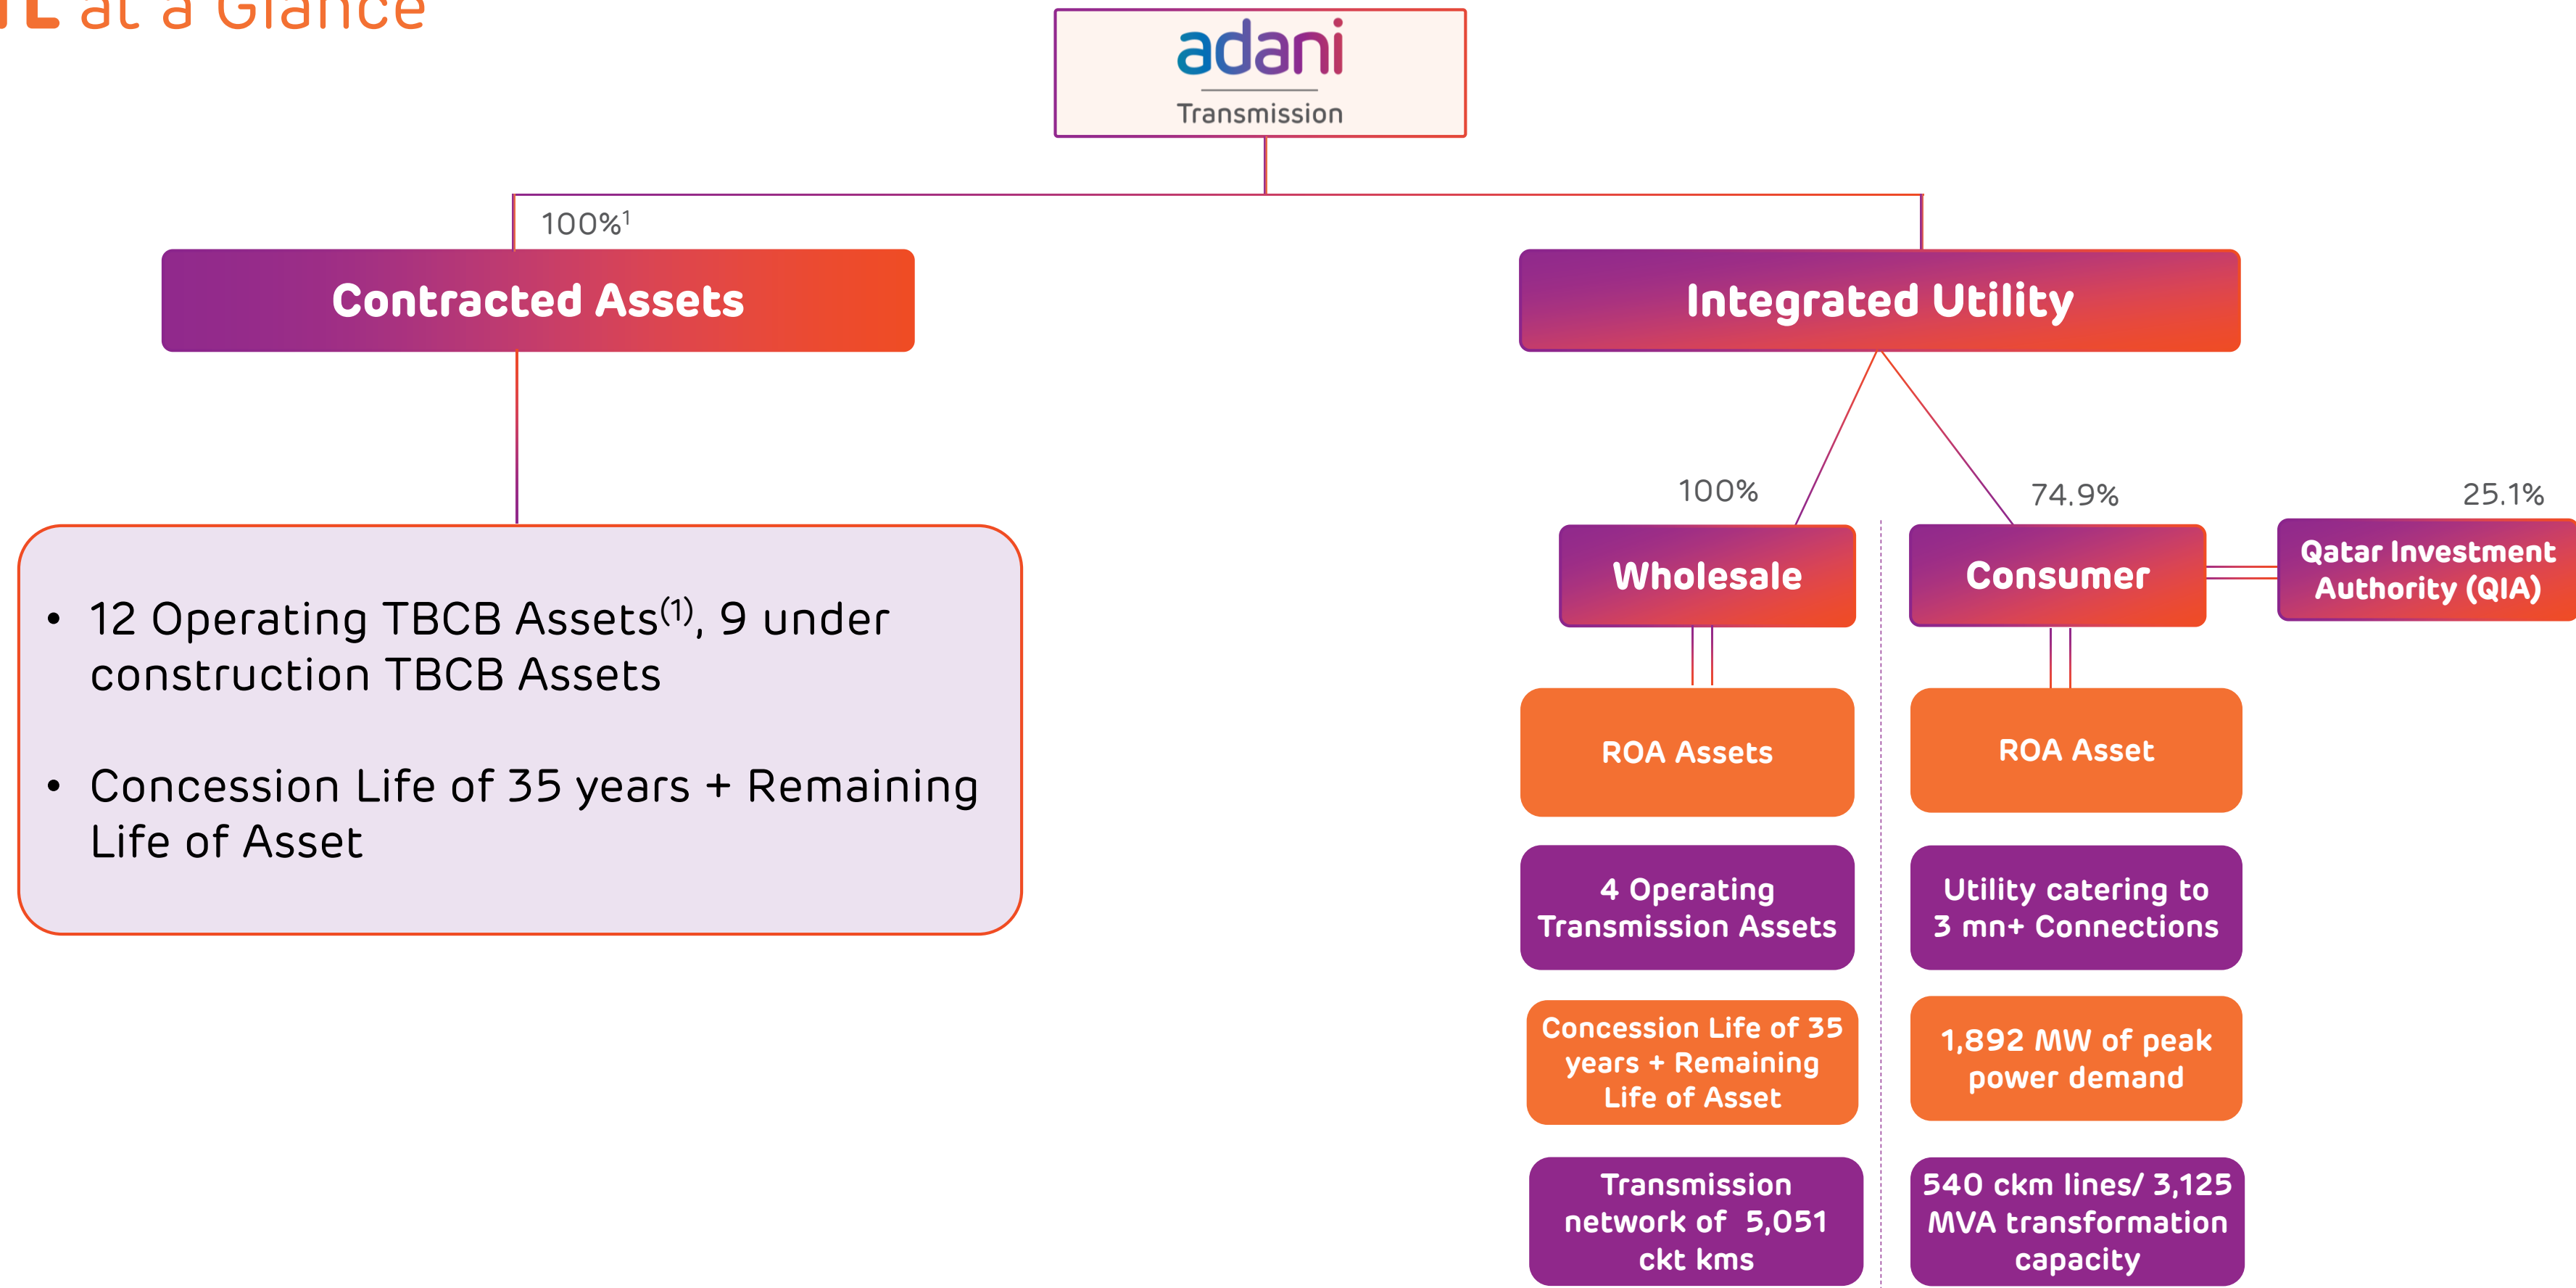 at a Glance
adani
Transmission
100%¹
Contracted Assets
Integrated Utility
• 12 Operating TBCB Assets⁽¹⁾, 9 under
construction TBCB Assets
• Concession Life of 35 years + Remaining
Life of Asset
100%
74.9%
25.1%
Wholesale
Consumer
Qatar Investment
Authority (QIA)
ROA Assets
4 Operating
Transmission Assets
Concession Life of 35
years + Remaining
Life of Asset
Transmission
network of 5,051
ckt kms
ROA Asset
Utility catering to
3 mn+ Connections
1,892 MW of peak
power demand
540 ckm lines/ 3,125
MVA transformation
capacity